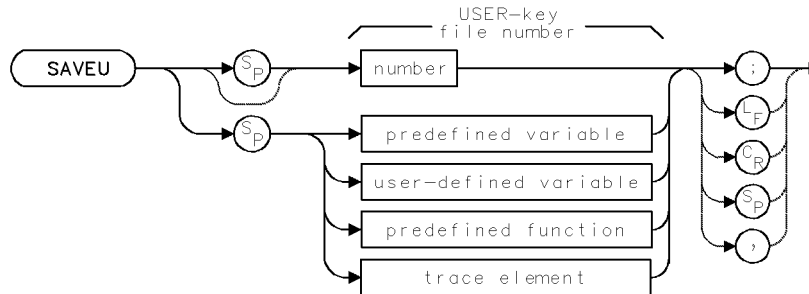 USER-key
file number
SAVEU
SP
number
;
SP
predefined variable
LF
user-defined variable
CR
predefined function
SP
trace element
,